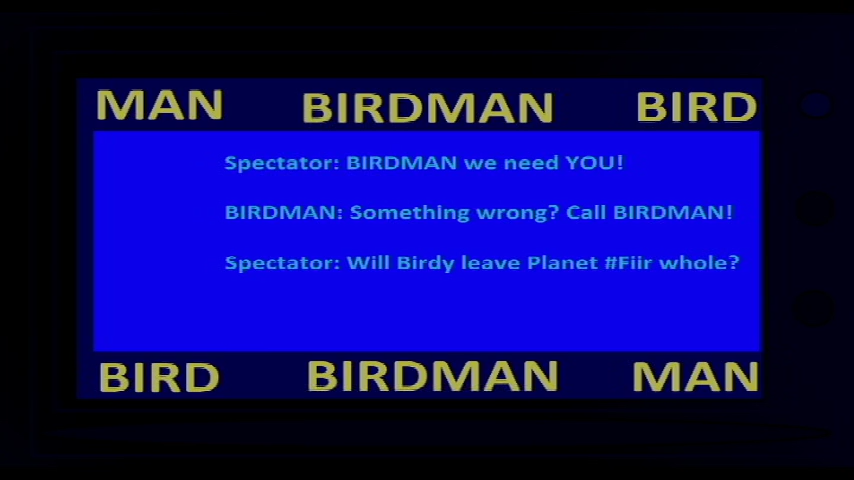 MAN BIRDMAN BIRD
Spectator: BIRDMAN we need YOU!
BIRDMAN: Something wrong? Call BIRDMAN!
Spectator: Will Birdy leave Planet #Fiir whole?
BIRD BIRDMAN MAN